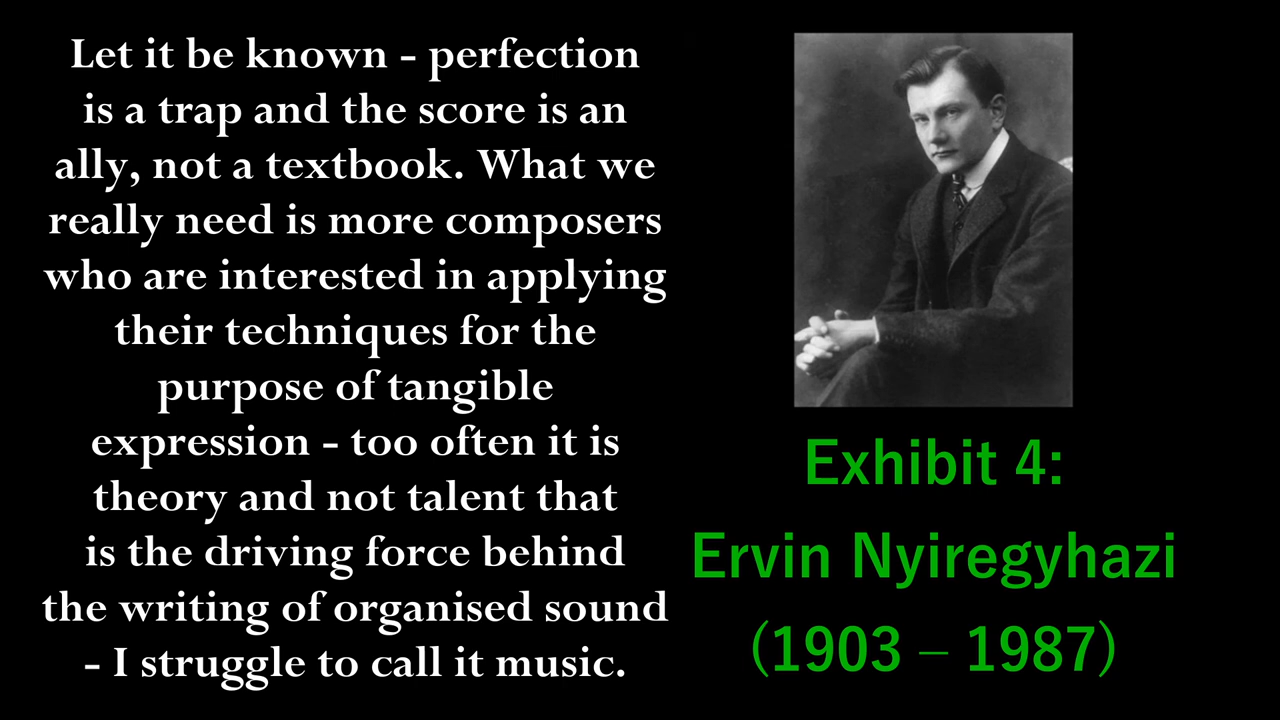 Let it be known - perfection
is a trap and the score is an
ally, not a textbook. What we
really need is more composers
who are interested in applying
their techniques for the
purpose of tangible
expression - too often it is
theory and not talent that
is the driving force behind
the writing of organised sound
- I struggle to call it music.
Exhibit 4:
Ervin Nyiregyhazi
(1903 – 1987)